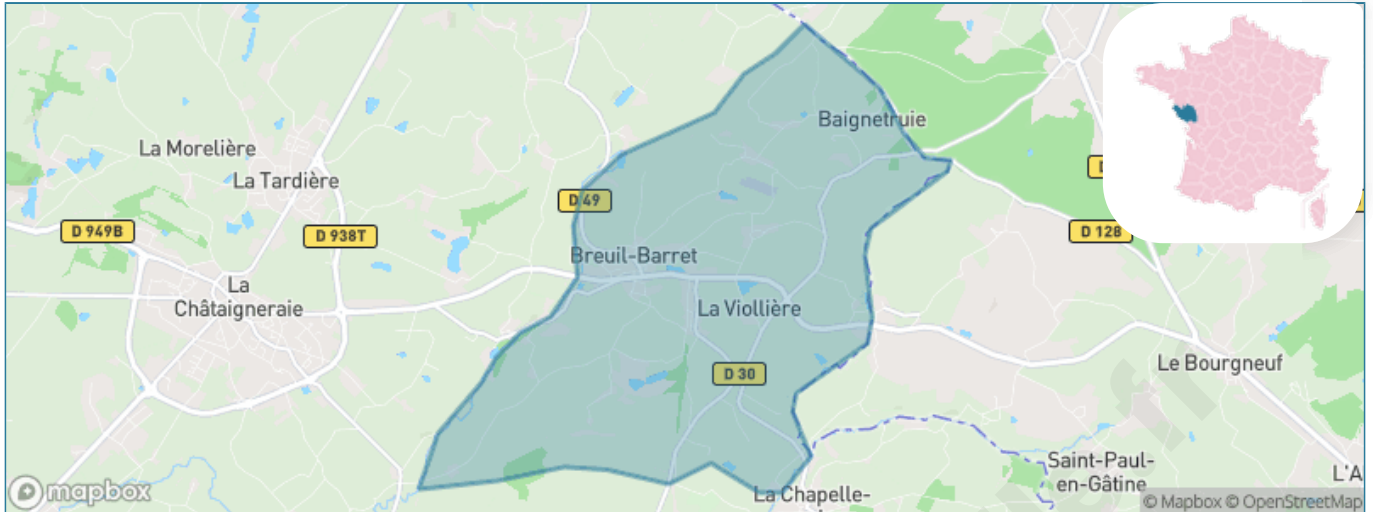 Baignetruie
La Morelière
La Tardière
D 49
D 949B
D 938T
D 128
Breuil-Barret
La
Châtaigneraie
La Viollière
Le Bourgneuf
D 30
Saint-Paul-
en-Gâtine
La Chapelle-
mapbox
© Mapbox © OpenStreetMap